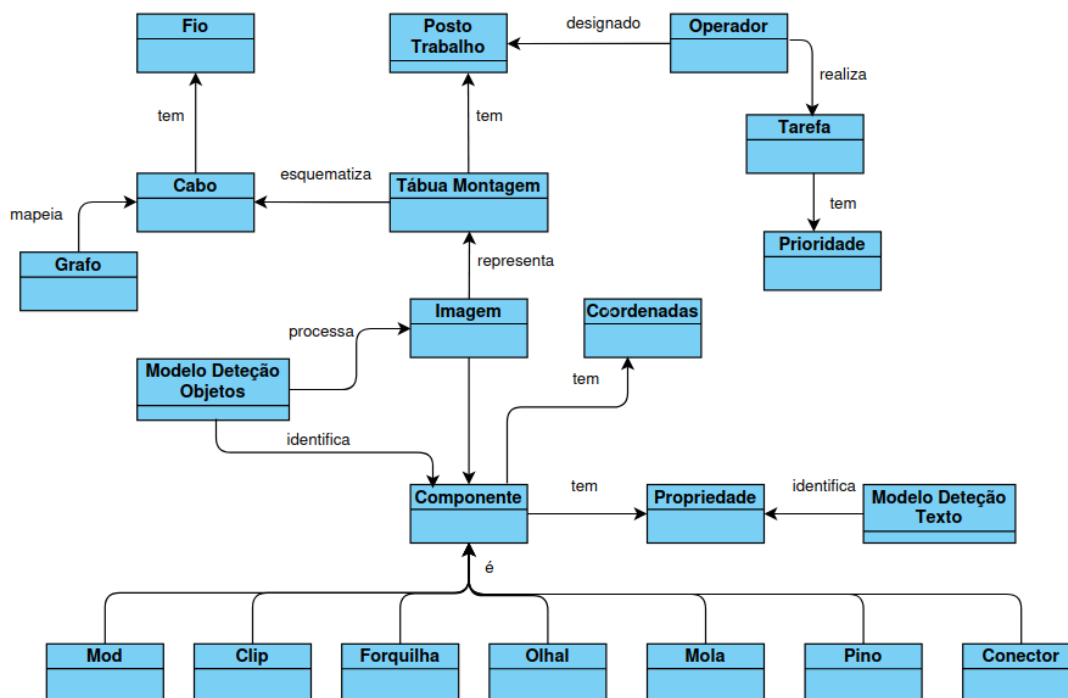 Fio
Posto
Trabalho
designado
Operador
realiza
tem
tem
Tarefa
esquematiza
Cabo
Tábua Montagem
tem
mapeia
Prioridade
Grafo
representa
Imagem
Coordenadas
processa
Modelo Deteção
Objetos
tem
identifica
Componente
tem
Propriedade
identifica
Modelo Deteção
Texto
é
Mod
Clip
Forquilha
Olhal
Mola
Pino
Conector